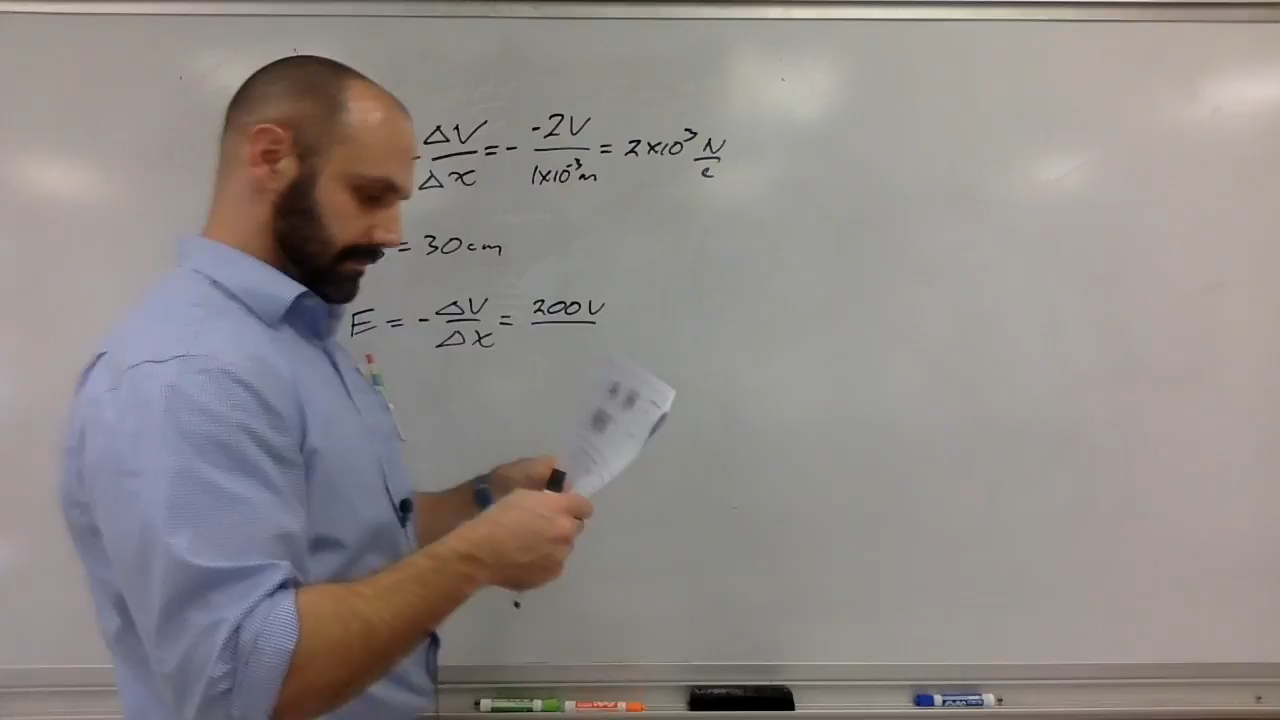 - ΔV/Δx = - -2V/1x10⁻³m = 2x10³ N/c
= 30cm
E = - ΔV/Δx = 200V